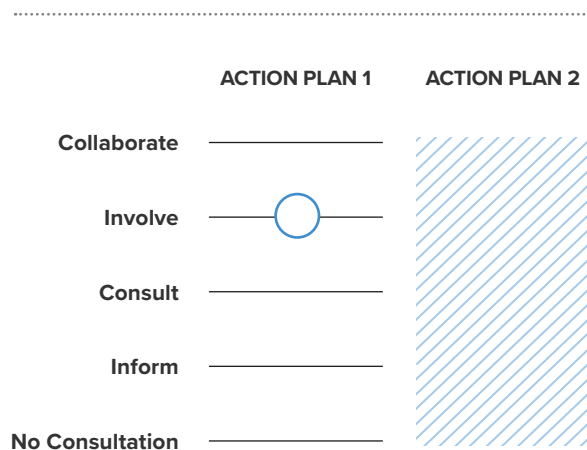 ACTION PLAN 1 ACTION PLAN 2
Collaborate
Involve
Consult
Inform
No Consultation